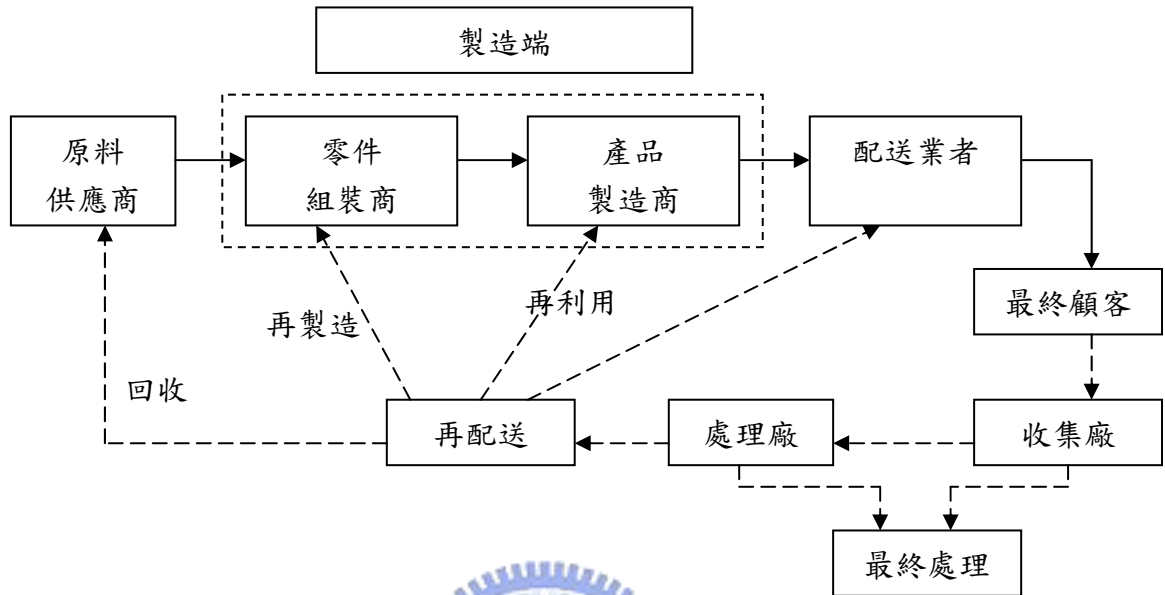 製造端
原料
供應商
零件
組裝商
產品
製造商
配送業者
最終顧客
再利用
再製造
回收
再配送
處理廠
收集廠
最終處理